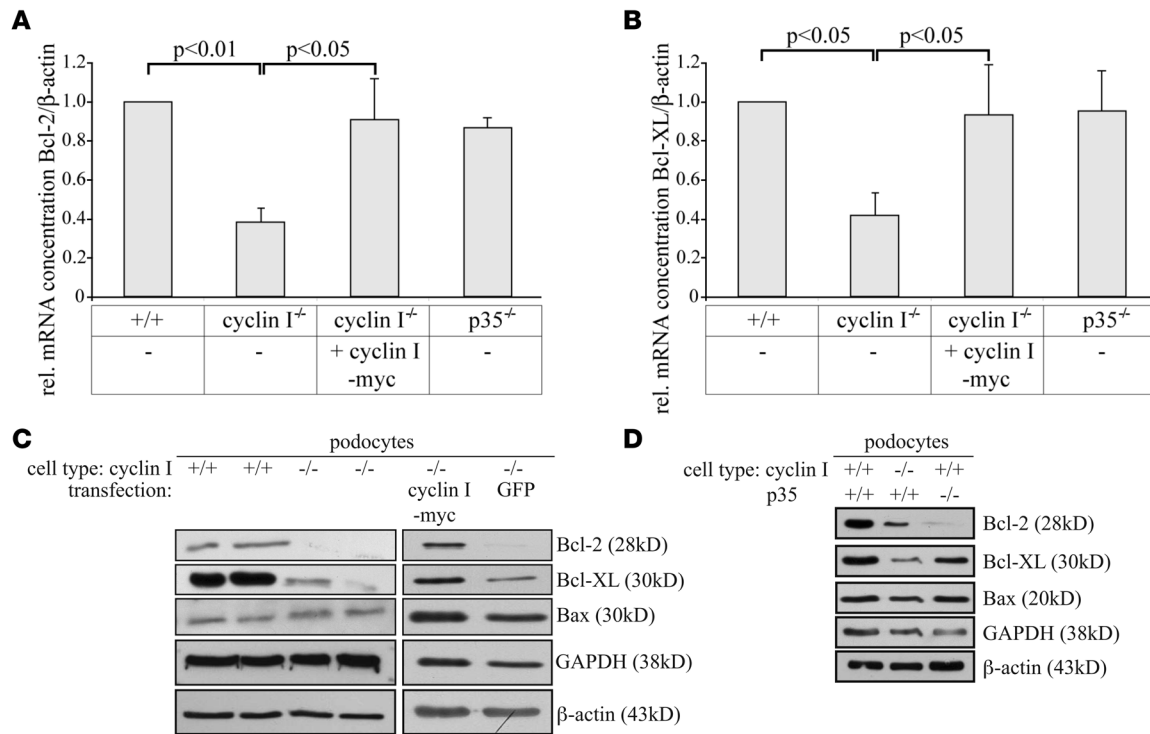 A
rel. mRNA concentration Bcl-2/β-actin
p<0.01 p<0.05
1.2
1.0
0.8
0.6
0.4
0.2
0
+/+ cyclin I-/- cyclin I-/- p35-/-
- - + cyclin I -
-myc
B
rel. mRNA concentration Bcl-XL/β-actin
p<0.05 p<0.05
1.2
1.0
0.8
0.6
0.4
0.2
0
+/+ cyclin I-/- cyclin I-/- p35-/-
- - + cyclin I -
-myc
C
podocytes
cell type: cyclin I +/+ +/+ -/- -/- -/- -/-
transfection: cyclin I GFP
-myc
Bcl-2 (28kD)
Bcl-XL (30kD)
Bax (30kD)
GAPDH (38kD)
β-actin (43kD)
D
podocytes
cell type: cyclin I +/+ -/- +/+
p35 +/+ +/+ -/-
Bcl-2 (28kD)
Bcl-XL (30kD)
Bax (20kD)
GAPDH (38kD)
β-actin (43kD)